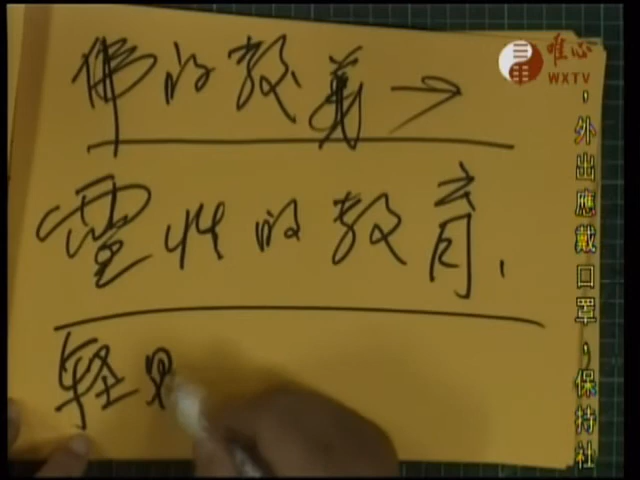 唯心
WXTV
佛的教義→
靈性的教育、
輕
，外出應戴口罩，保持社